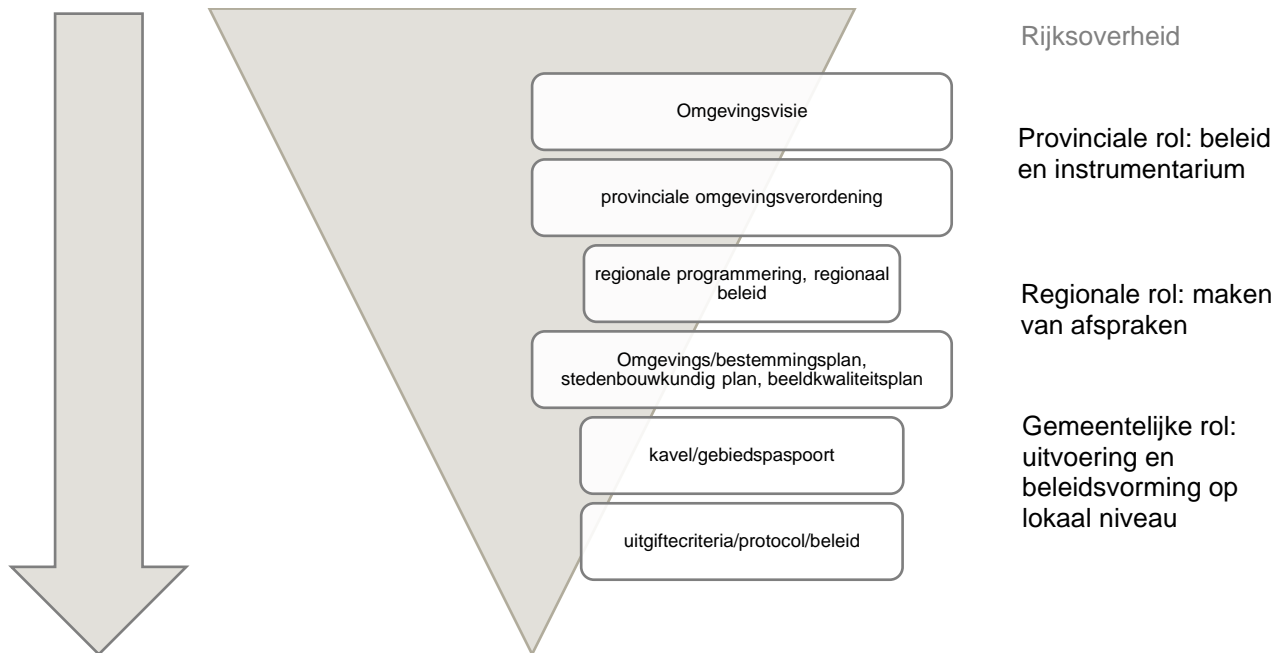 Rijksoverheid
Omgevingsvisie
Provinciale rol: beleid
en instrumentarium
provinciale omgevingsverordening
regionale programmering, regionaal
beleid
Regionale rol: maken
van afspraken
Omgevings/bestemmingsplan,
stedenbouwkundig plan, beeldkwaliteitsplan
Gemeentelijke rol:
uitvoering en
beleidsvorming op
lokaal niveau
kavel/gebiedspaspoort
uitgiftecriteria/protocol/beleid